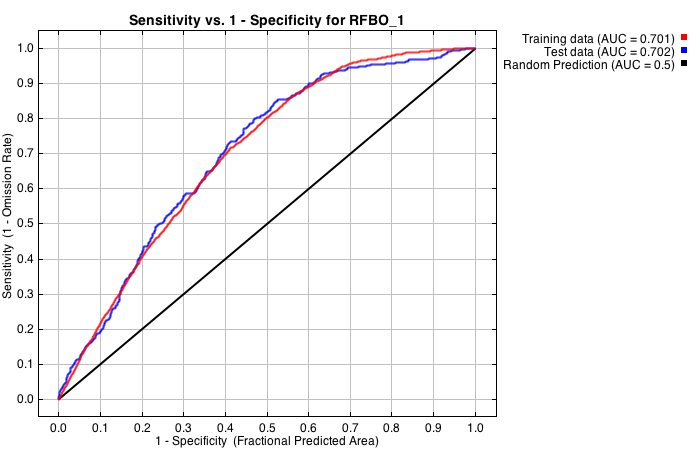 Sensitivity vs. 1 - Specificity for RFBO_1
Training data (AUC = 0.701)
Test data (AUC = 0.702)
Random Prediction (AUC = 0.5)
Sensitivity (1 - Omission Rate)
1.0
0.9
0.8
0.7
0.6
0.5
0.4
0.3
0.2
0.1
0.0
0.0 0.1 0.2 0.3 0.4 0.5 0.6 0.7 0.8 0.9 1.0
1 - Specificity (Fractional Predicted Area)